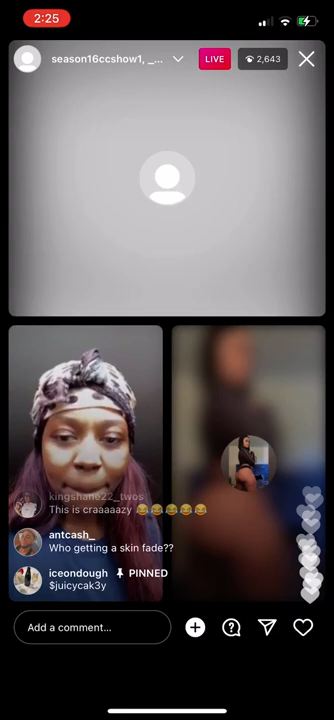 2:25
season16ccshow1, _...
LIVE
2,643
kingshane22_twos
This is craaaaazy 😂😂😂😂😂
antcash_
Who getting a skin fade??
iceondough PINNED
$juicycak3y
Add a comment...